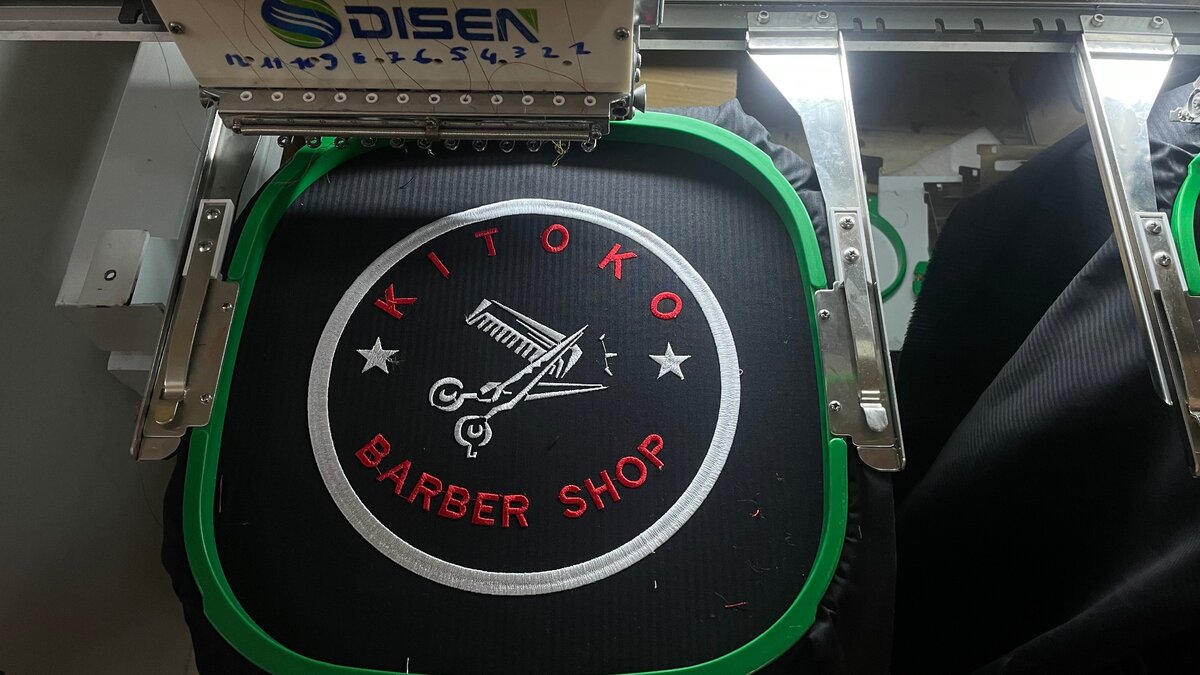 DISEN
12.11.10.9 8.7.6.5.4.3.2.1
KITOKO
BARBER SHOP